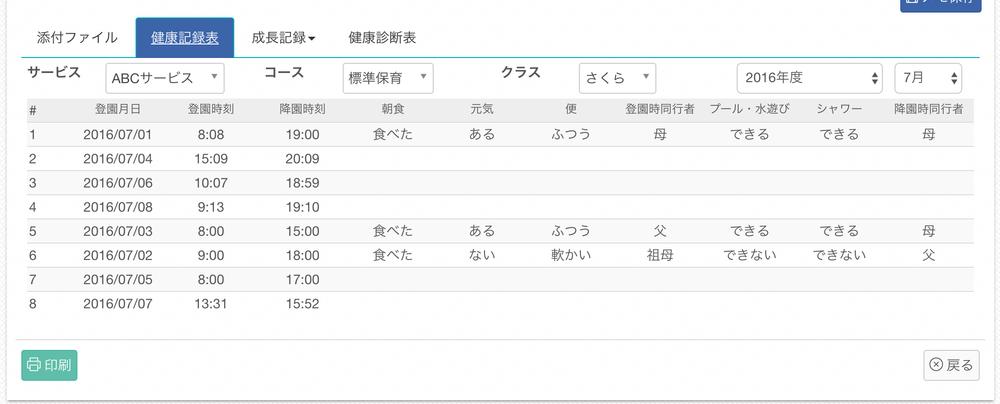 添付ファイル 健康記録表 成長記録 健康診断表
サービス ABCサービス コース 標準保育 クラス さくら 2016年度 7月
# 登園月日 登園時刻 降園時刻 朝食 元気 便 登園時同行者 プール・水遊び シャワー 降園時同行者
1 2016/07/01 8:08 19:00 食べた ある ふつう 母 できる できる 母
2 2016/07/04 15:09 20:09
3 2016/07/06 10:07 18:59
4 2016/07/08 9:13 19:10
5 2016/07/03 8:00 15:00 食べた ある ふつう 父 できる できる 母
6 2016/07/02 9:00 18:00 食べた ない 軟かい 祖母 できない できない 父
7 2016/07/05 8:00 17:00
8 2016/07/07 13:31 15:52
印刷 戻る